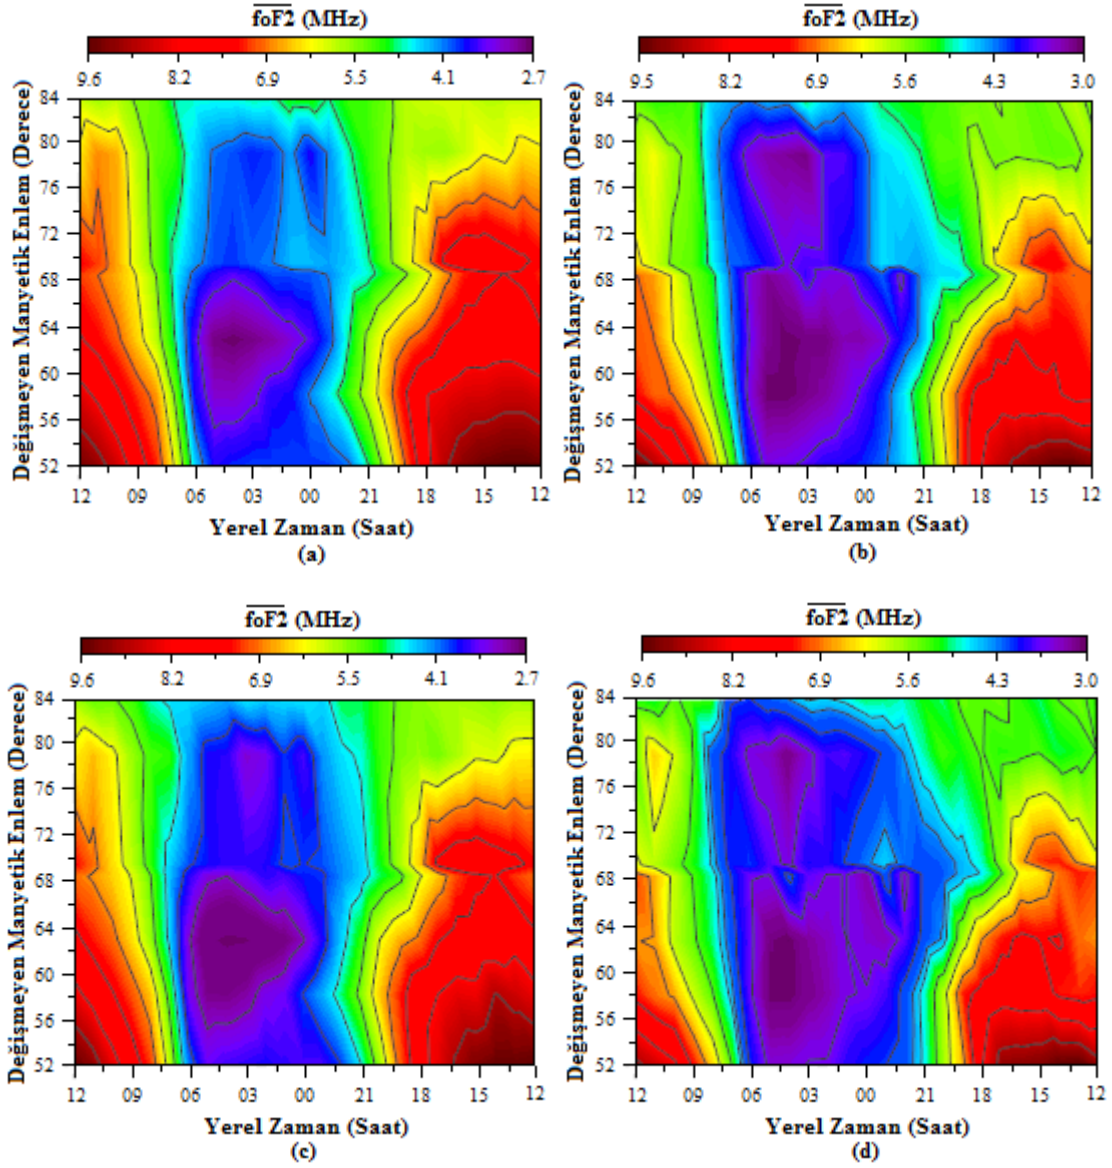 foF2 (MHz)
9.6 8.2 6.9 5.5 4.1 2.7
Değişmeyen Manyetik Enlem (Derece)
84
80
76
72
68
64
60
56
52
12 09 06 03 00 21 18 15 12
Yerel Zaman (Saat)
(a)
foF2 (MHz)
9.5 8.2 6.9 5.6 4.3 3.0
Değişmeyen Manyetik Enlem (Derece)
84
80
76
72
68
64
60
56
52
12 09 06 03 00 21 18 15 12
Yerel Zaman (Saat)
(b)
foF2 (MHz)
9.6 8.2 6.9 5.5 4.1 2.7
Değişmeyen Manyetik Enlem (Derece)
84
80
76
72
68
64
60
56
52
12 09 06 03 00 21 18 15 12
Yerel Zaman (Saat)
(c)
foF2 (MHz)
9.6 8.2 6.9 5.6 4.3 3.0
Değişmeyen Manyetik Enlem (Derece)
84
80
76
72
68
64
60
56
52
12 09 06 03 00 21 18 15 12
Yerel Zaman (Saat)
(d)